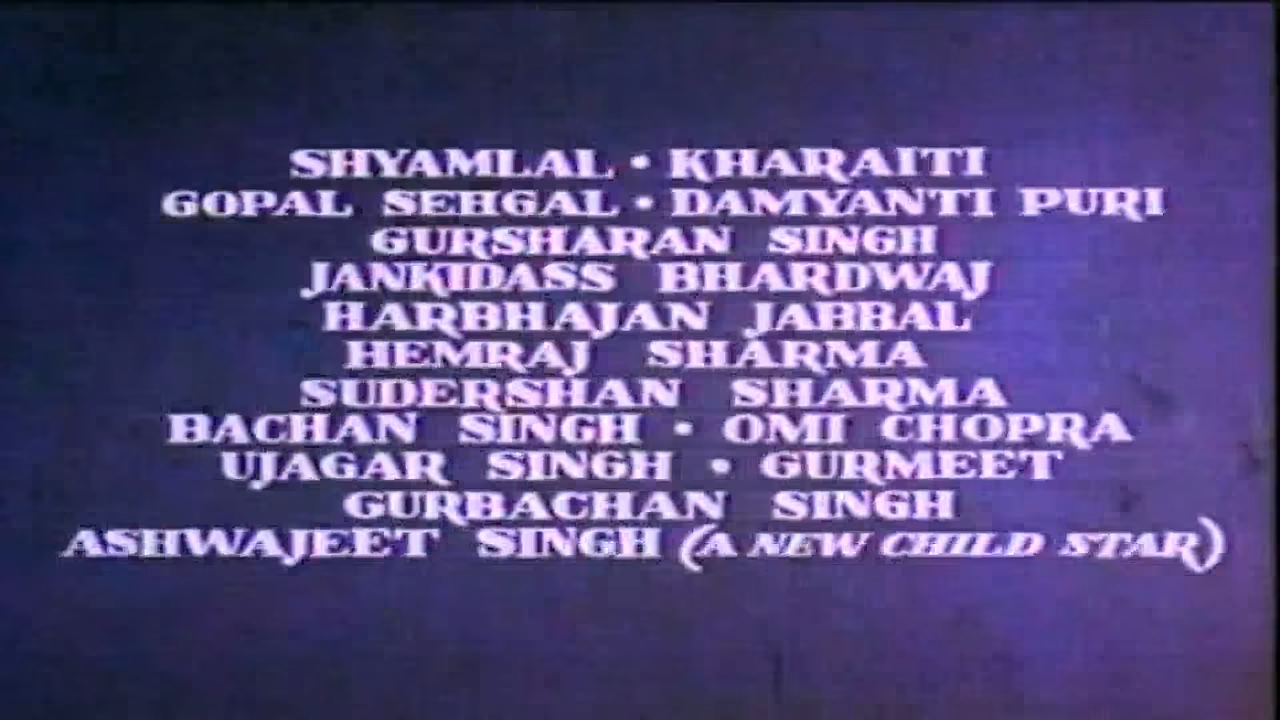 SHYAMLAL • KHARAITI
GOPAL SEHGAL • DAMYANTI PURI
GURSHARAN SINGH
JANKIDASS BHARDWAJ
HARBHAJAN JABBAL
HEMRAJ SHARMA
SUDERSHAN SHARMA
BACHAN SINGH • OMI CHOPRA
UJAGAR SINGH • GURMEET
GURBACHAN SINGH
ASHWAJEET SINGH (A NEW CHILD STAR)